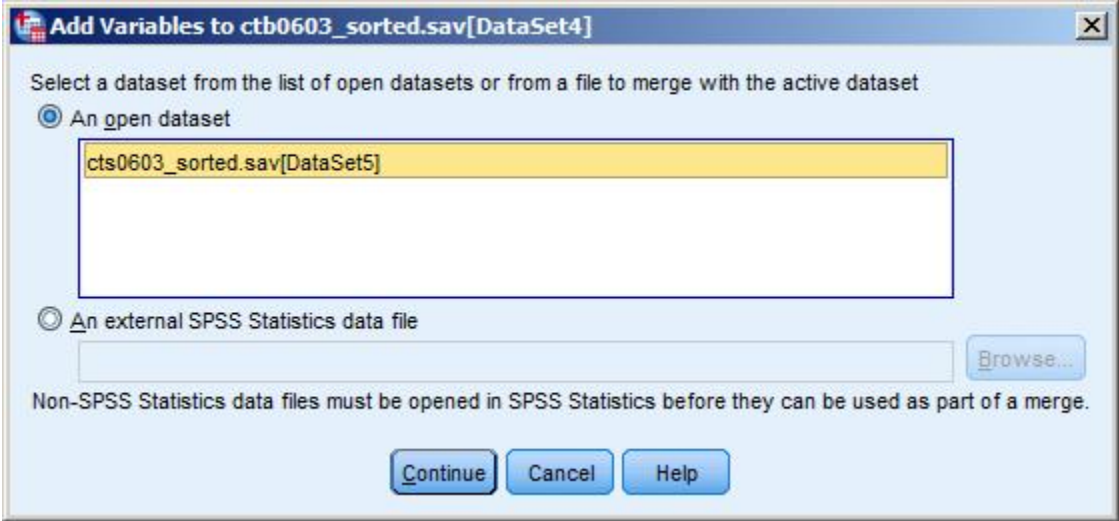 Add Variables to ctb0603_sorted.sav[DataSet4]
Select a dataset from the list of open datasets or from a file to merge with the active dataset
An open dataset
cts0603_sorted.sav[DataSet5]
An external SPSS Statistics data file
Browse...
Non-SPSS Statistics data files must be opened in SPSS Statistics before they can be used as part of a merge.
Continue Cancel Help